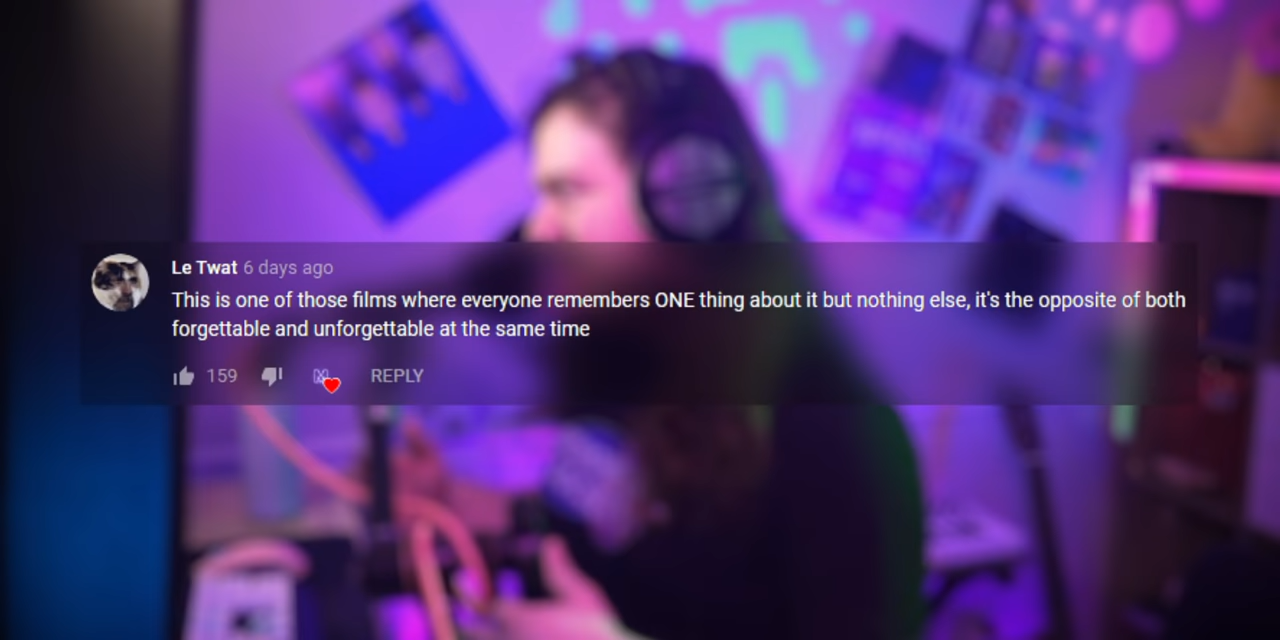 Le Twat 6 days ago
This is one of those films where everyone remembers ONE thing about it but nothing else, it's the opposite of both
forgettable and unforgettable at the same time
159
REPLY